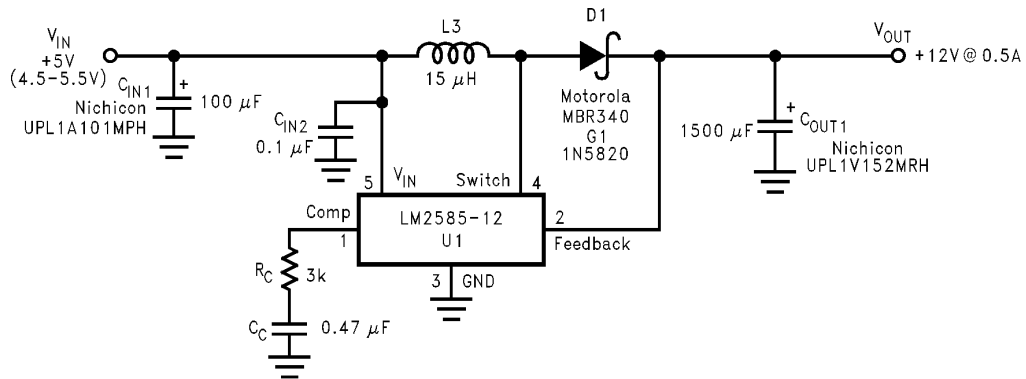 V_IN
+5V
(4.5-5.5V)
C_IN1
+
Nichicon
UPL1A101MPH
100 μF
C_IN2
0.1 μF
L3
15 μH
D1
Motorola
MBR340
G1
1N5820
V_OUT
+12V@ 0.5A
+
1500 μF
C_OUT1
Nichicon
UPL1V152MRH
5
V_IN
Switch
4
Comp
1
LM2585-12
U1
2
Feedback
3
GND
R_C
3k
C_C
0.47 μF